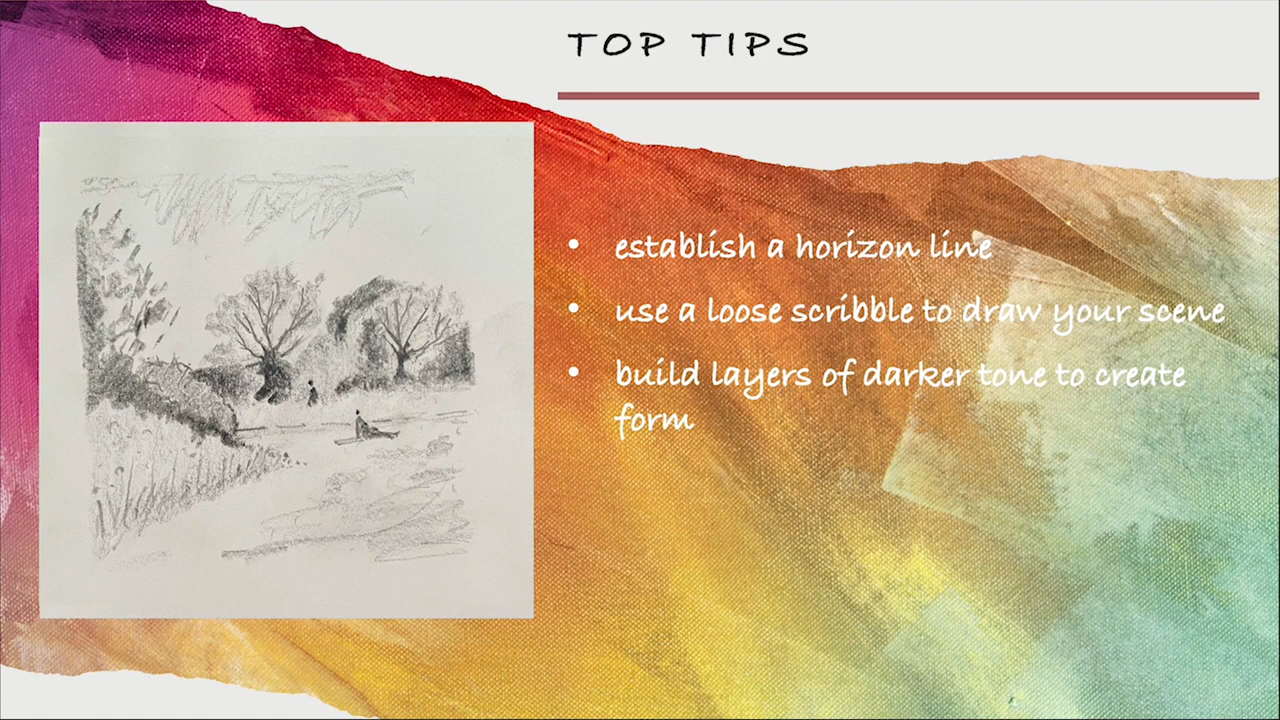 TOP TIPS
• establish a horizon line
• use a loose scribble to draw your scene
• build layers of darker tone to create
form